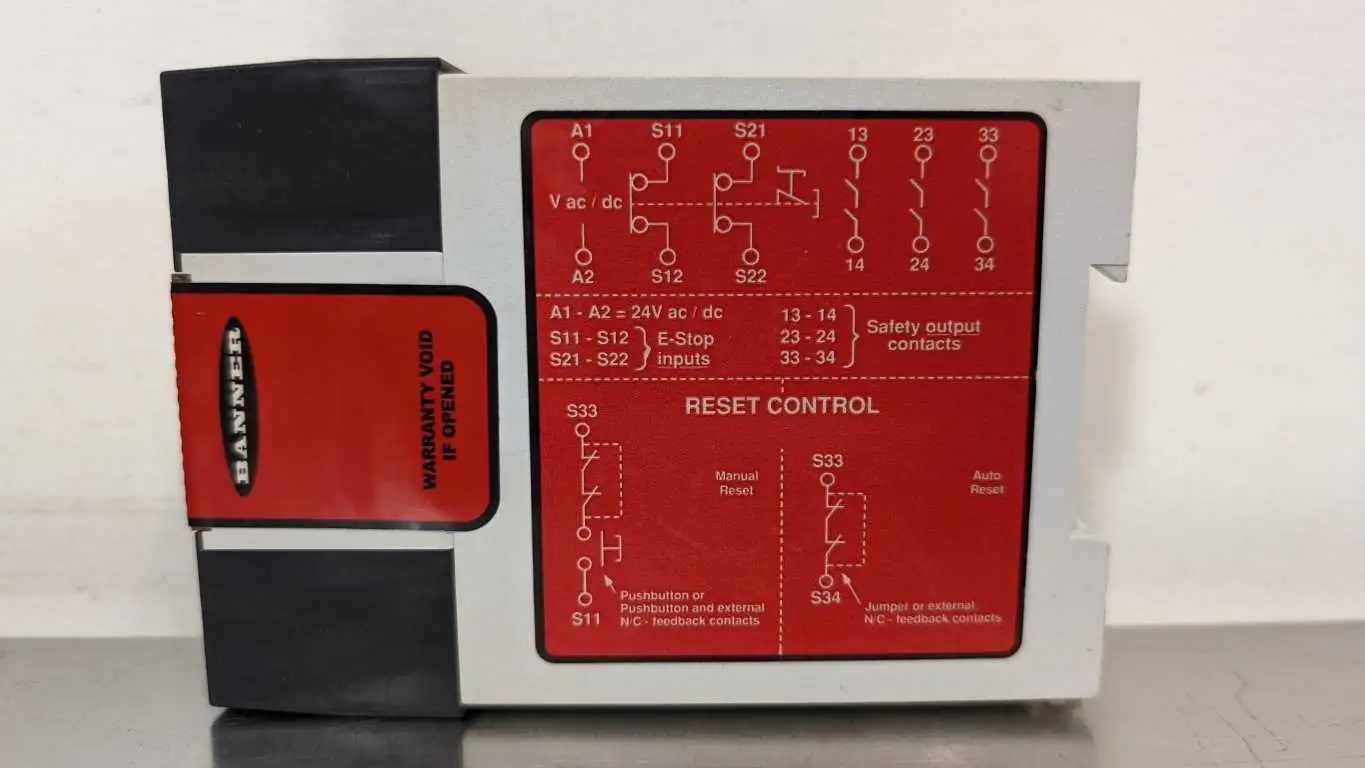 A1 S11 S21 13 23 33
V ac / dc
A2 S12 S22 14 24 34
A1 - A2 = 24V ac / dc
S11 - S12
S21 - S22
E-Stop
inputs
13 - 14
23 - 24
33 - 34
Safety output
contacts
RESET CONTROL
S33
Manual
Reset
Pushbutton or
Pushbutton and external
N/C - feedback contacts
S11
S33
Auto
Reset
S34
Jumper or external
N/C - feedback contacts
BANNER
WARRANTY VOID
IF OPENED